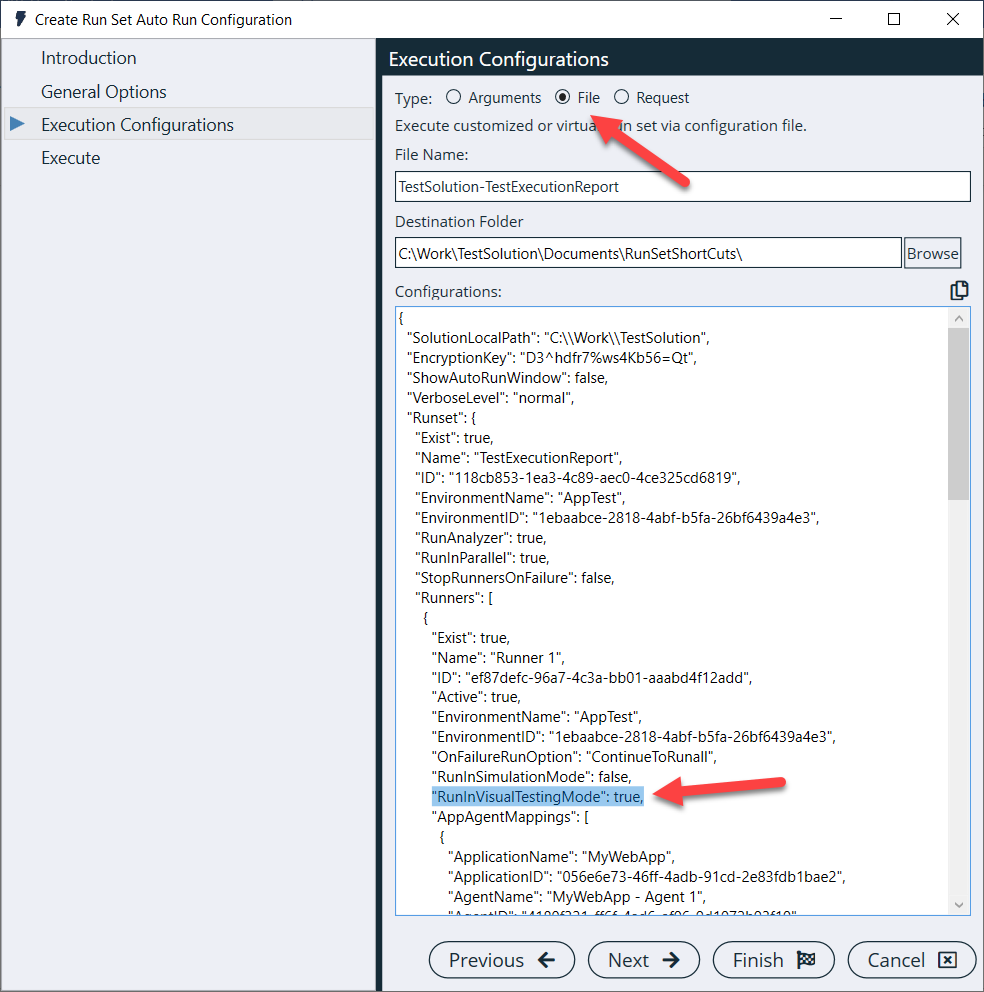 Create Run Set Auto Run Configuration
Introduction
General Options
Execution Configurations
Execute
Execution Configurations
Type: Arguments File Request
Execute customized or virtual run set via configuration file.
File Name:
TestSolution-TestExecutionReport
Destination Folder
C:\Work\TestSolution\Documents\RunSetShortCuts\
Browse
Configurations:
{
"SolutionLocalPath": "C:\\Work\\TestSolution",
"EncryptionKey": "D3^hdfr7%ws4Kb56=Qt",
"ShowAutoRunWindow": false,
"VerboseLevel": "normal",
"Runset": {
"Exist": true,
"Name": "TestExecutionReport",
"ID": "118cb853-1ea3-4c89-aec0-4ce325cd6819",
"EnvironmentName": "AppTest",
"EnvironmentID": "1ebaabce-2818-4abf-b5fa-26bf6439a4e3",
"RunAnalyzer": true,
"RunInParallel": true,
"StopRunnersOnFailure": false,
"Runners": [
{
"Exist": true,
"Name": "Runner 1",
"ID": "ef87defc-96a7-4c3a-bb01-aaabd4f12add",
"Active": true,
"EnvironmentName": "AppTest",
"EnvironmentID": "1ebaabce-2818-4abf-b5fa-26bf6439a4e3",
"OnFailureRunOption": "ContinueToRunall",
"RunInSimulationMode": false,
"RunInVisualTestingMode": true,
"AppAgentMappings": [
{
"ApplicationName": "MyWebApp",
"ApplicationID": "056e6e73-46ff-4adb-91cd-2e83fdb1bae2",
"AgentName": "MyWebApp - Agent 1",
Previous
Next
Finish
Cancel